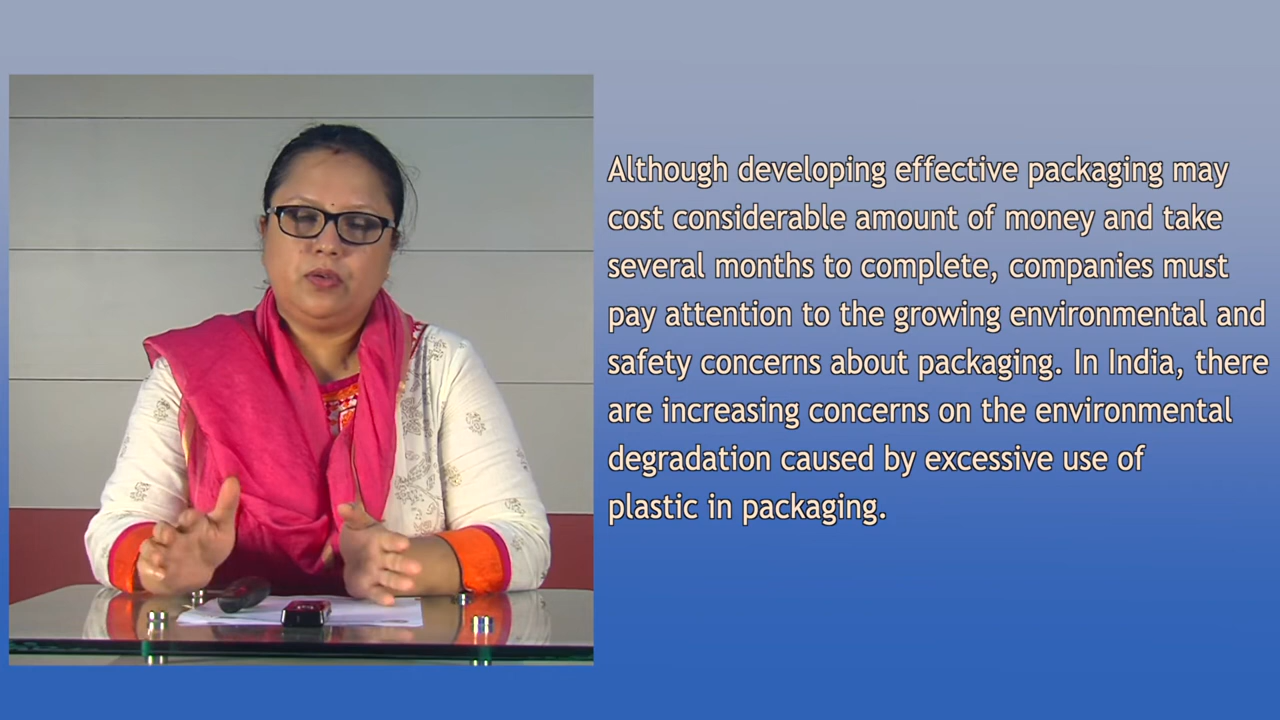 Although developing effective packaging may
cost considerable amount of money and take
several months to complete, companies must
pay attention to the growing environmental and
safety concerns about packaging. In India, there
are increasing concerns on the environmental
degradation caused by excessive use of
plastic in packaging.